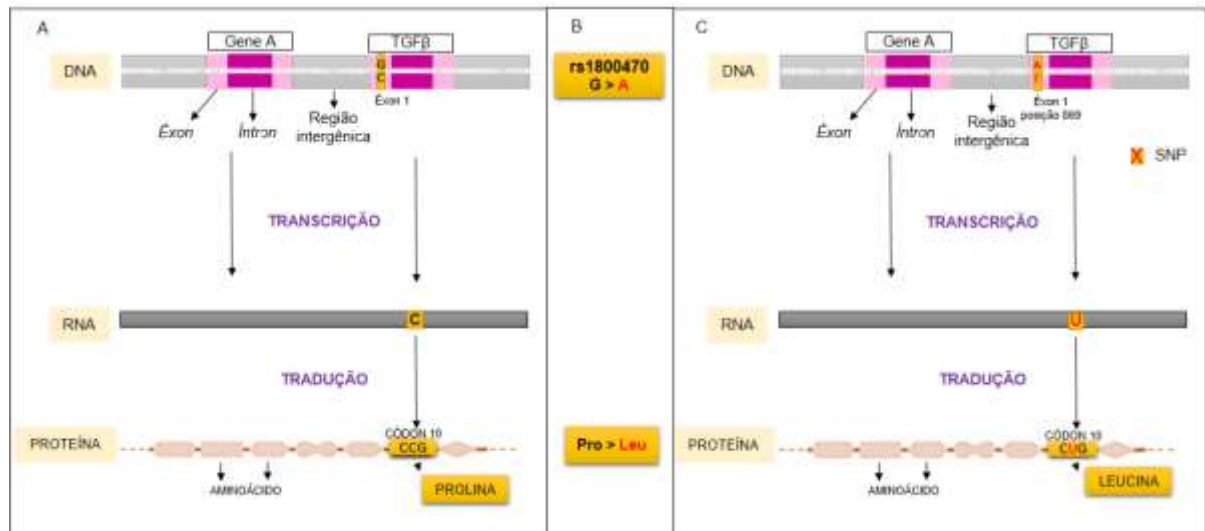 A
Gene A
TGFβ
DNA
G
C
Éxon 1
Éxon
Íntron
Região
intergênica
TRANSCRIÇÃO
RNA
C
TRADUÇÃO
PROTEÍNA
CÓDON 10
CCG
AMINOÁCIDO
PROLINA
B
rs1800470
G > A
Pro > Leu
C
Gene A
TGFβ
DNA
A
Éxon 1
posição 869
Éxon
Íntron
Região
intergênica
X SNP
TRANSCRIÇÃO
RNA
U
TRADUÇÃO
PROTEÍNA
CÓDON 10
CUG
AMINOÁCIDO
LEUCINA